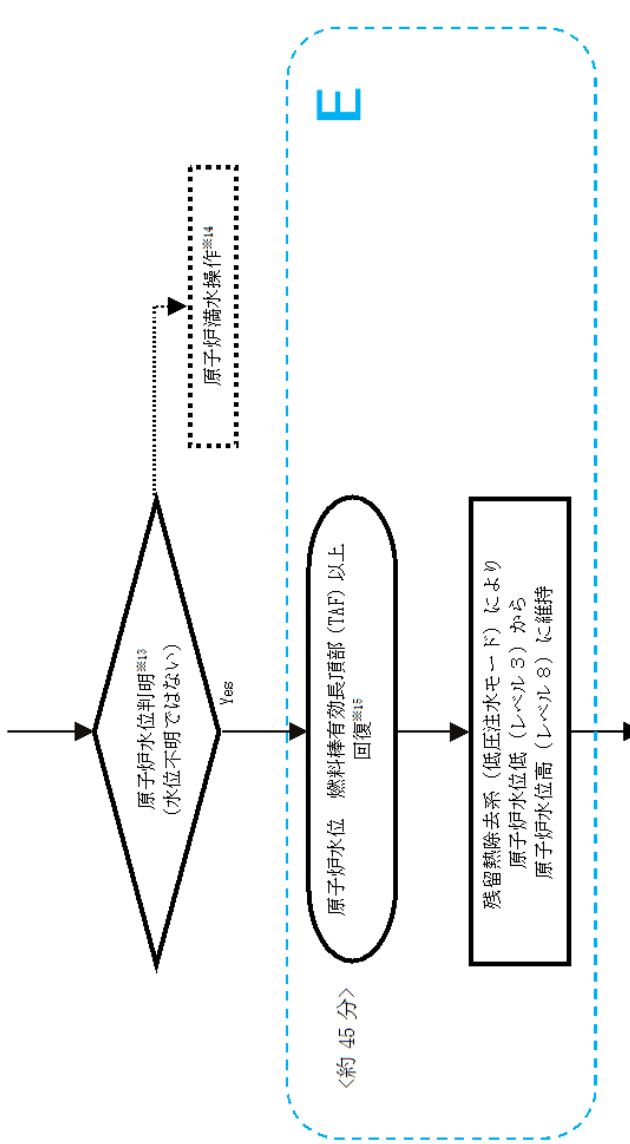 原子炉水位判明※13
(水位不明ではない)
Yes
原子炉満水操作※14
E
<約 45 分>
原子炉水位　燃料棒有効長頂部 (TAF) 以上
回復※15
残留熱除去系 (低圧注水モード) により
原子炉水位低 (レベル 3) から
原子炉水位高 (レベル 8) に維持